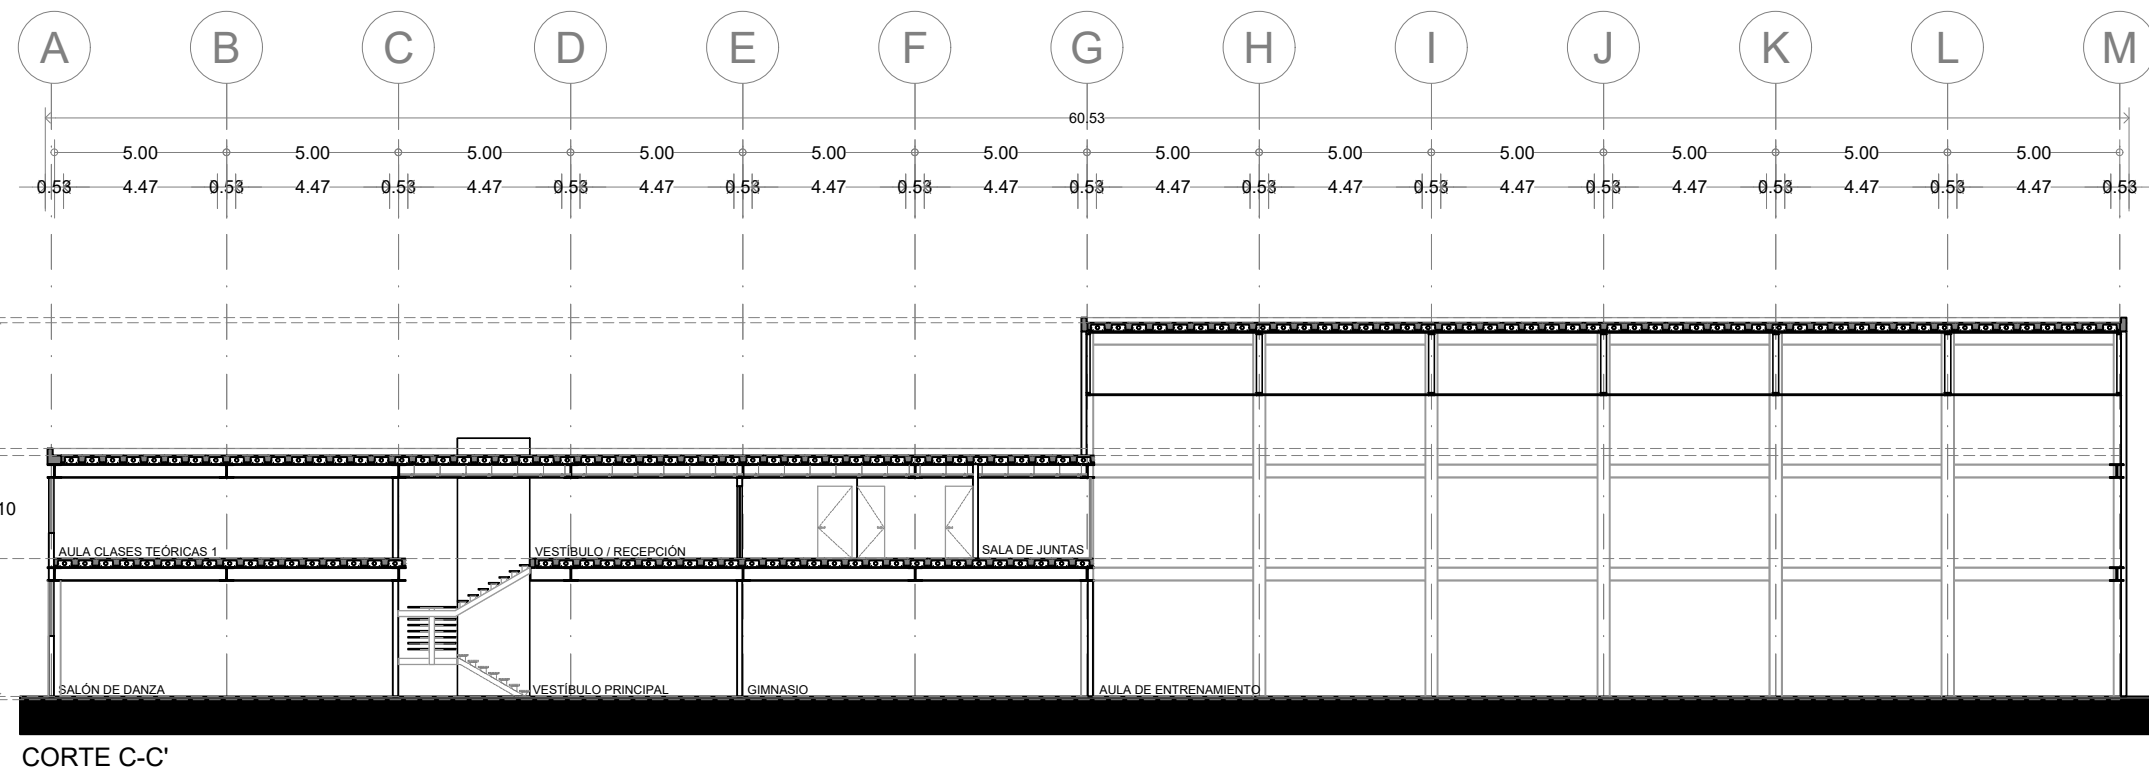 A B C D E F G H I J K L M
60.53
5.00 5.00 5.00 5.00 5.00 5.00 5.00 5.00 5.00 5.00 5.00 5.00
0.53 4.47 0.53 4.47 0.53 4.47 0.53 4.47 0.53 4.47 0.53 4.47 0.53 4.47 0.53 4.47 0.53 4.47 0.53 4.47 0.53 4.47 0.53 4.47 0.53
10
AULA CLASES TEÓRICAS 1 VESTÍBULO / RECEPCIÓN SALA DE JUNTAS
SALÓN DE DANZA VESTÍBULO PRINCIPAL GIMNASIO AULA DE ENTRENAMIENTO
CORTE C-C'